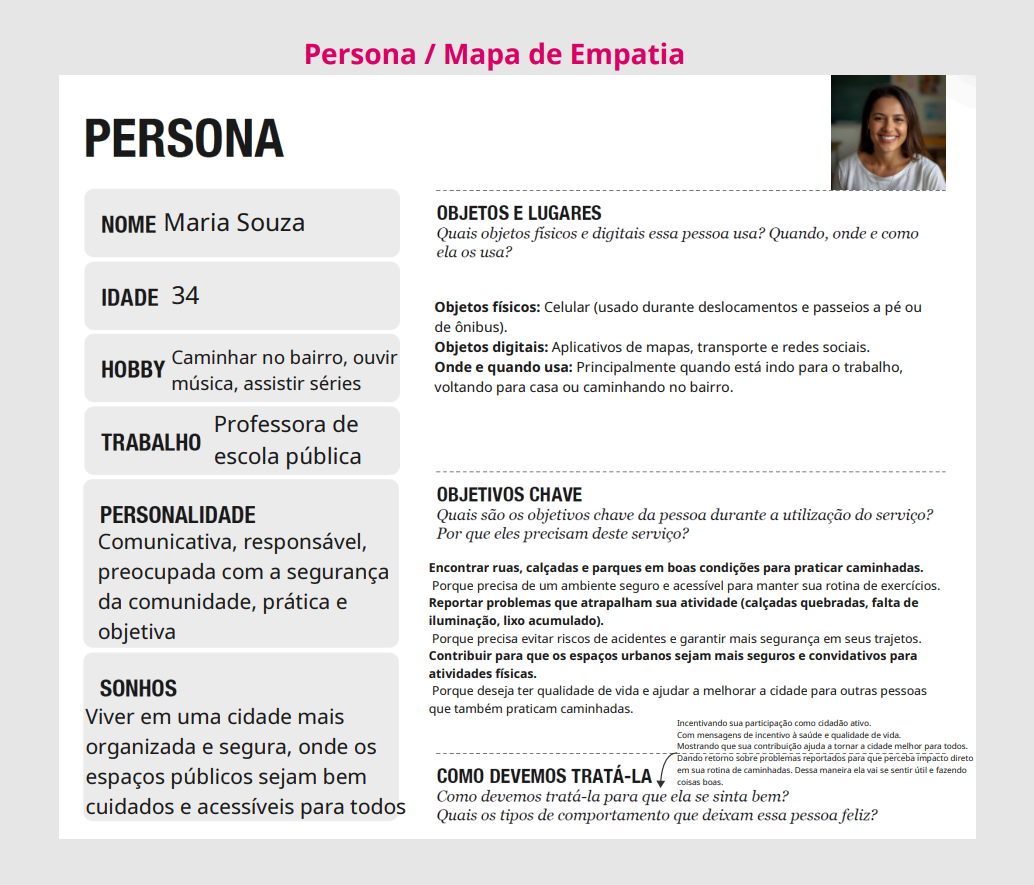 Persona / Mapa de Empatia
PERSONA
NOME Maria Souza
IDADE 34
HOBBY Caminhar no bairro, ouvir
música, assistir séries
TRABALHO Professora de
escola pública
PERSONALIDADE
Comunicativa, responsável,
preocupada com a segurança
da comunidade, prática e
objetiva
SONHOS
Viver em uma cidade mais
organizada e segura, onde os
espaços públicos sejam bem
cuidados e acessíveis para todos
OBJETOS E LUGARES
Quais objetos físicos e digitais essa pessoa usa? Quando, onde e como
ela os usa?
Objetos físicos: Celular (usado durante deslocamentos e passeios a pé ou
de ônibus).
Objetos digitais: Aplicativos de mapas, transporte e redes sociais.
Onde e quando usa: Principalmente quando está indo para o trabalho,
voltando para casa ou caminhando no bairro.
OBJETIVOS CHAVE
Quais são os objetivos chave da pessoa durante a utilização do serviço?
Por que eles precisam deste serviço?
Encontrar ruas, calçadas e parques em boas condições para praticar caminhadas.
Porque precisa de um ambiente seguro e acessível para manter sua rotina de exercícios.
Reportar problemas que atrapalham sua atividade (calçadas quebradas, falta de
iluminação, lixo acumulado).
Porque precisa evitar riscos de acidentes e garantir mais segurança em seus trajetos.
Contribuir para que os espaços urbanos sejam mais seguros e convidativos para
atividades físicas.
Porque deseja ter qualidade de vida e ajudar a melhorar a cidade para outras pessoas
que também praticam caminhadas.
Incentivando sua participação como cidadão ativo.
Com mensagens de incentivo à saúde e qualidade de vida.
Mostrando que sua contribuição ajuda a tornar a cidade melhor para todos.
Dando retorno sobre problemas reportados para que perceba impacto direto
em sua rotina de caminhadas. Dessa maneira ela vai se sentir útil e fazendo
coisas boas.
COMO DEVEMOS TRATÁ-LA
Como devemos tratá-la para que ela se sinta bem?
Quais os tipos de comportamento que deixam essa pessoa feliz?